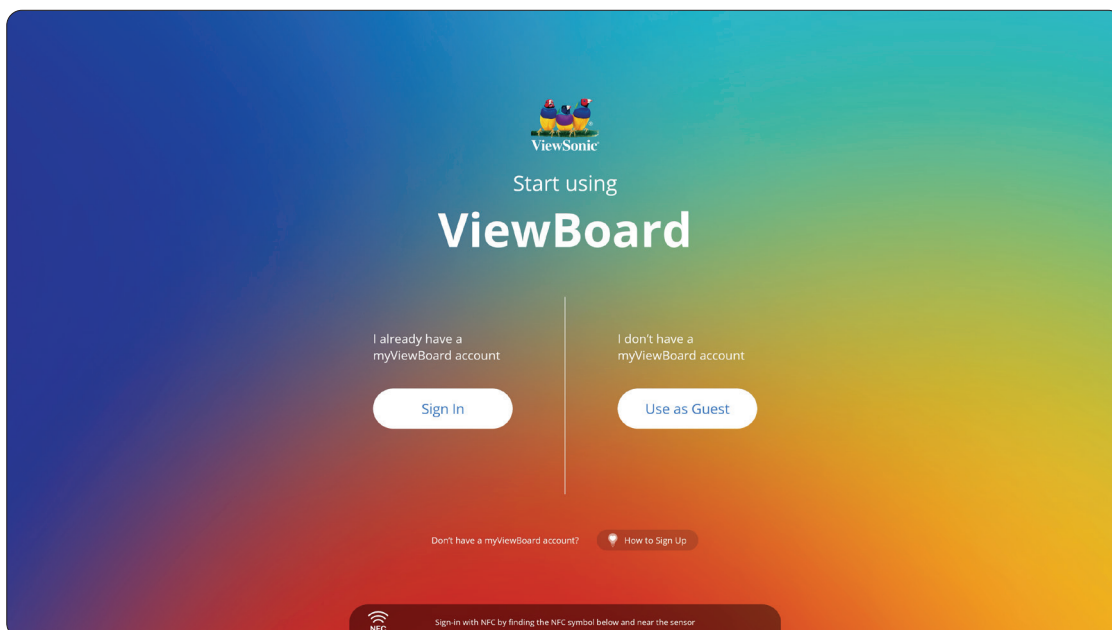 ViewSonic
Start using
ViewBoard
I already have a
myViewBoard account
Sign In
I don't have a
myViewBoard account
Use as Guest
Don't have a myViewBoard account?
How to Sign Up
NFC
Sign-in with NFC by finding the NFC symbol below and near the sensor